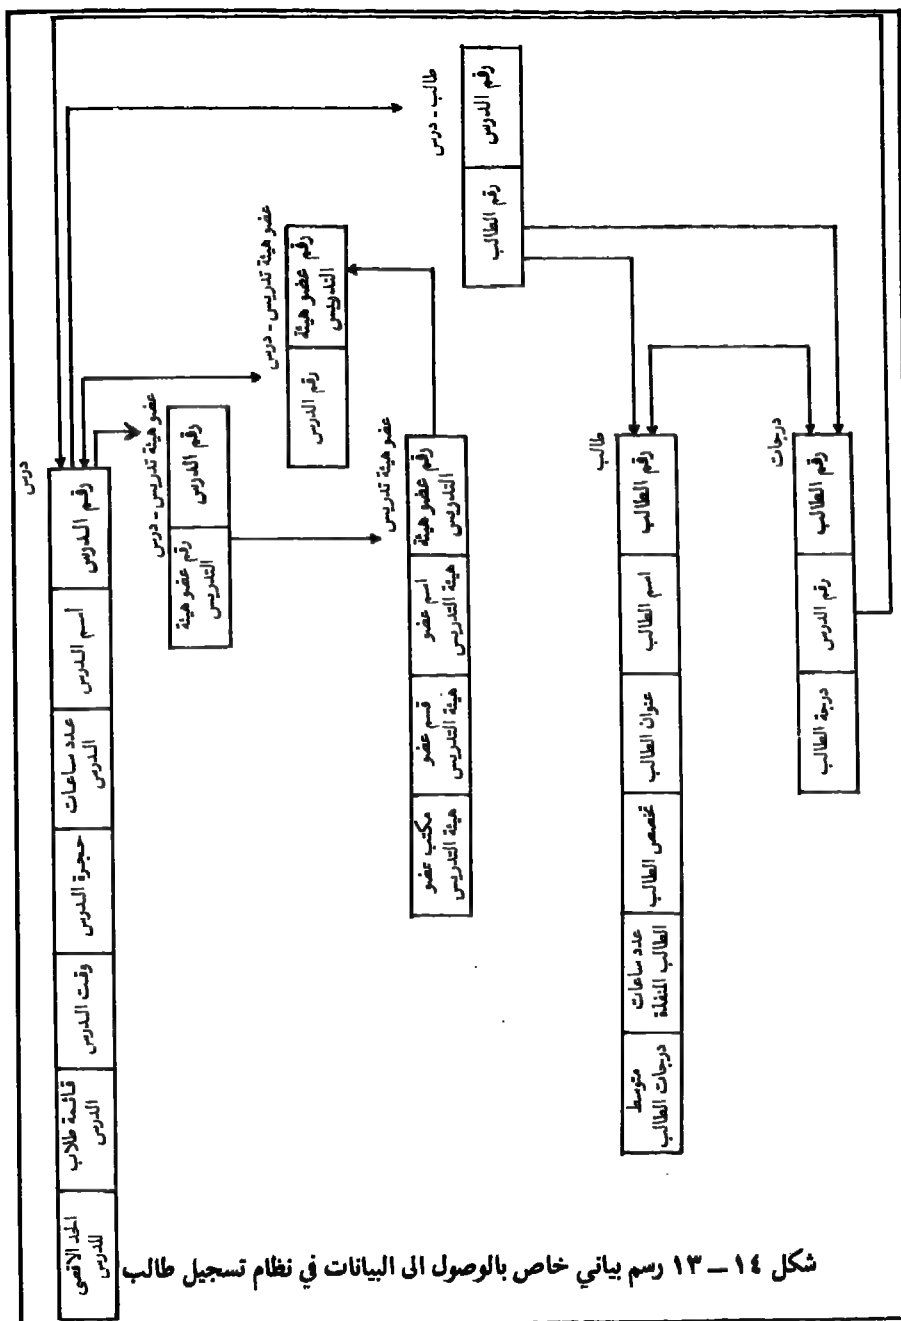 طالب - درس
رقم الدرس
رقم الطالب
عضو هيئة تدريس - درس
رقم عضو هيئة
التدريس
رقم الدرس
درجات
رقم الطالب
رقم الدرس
درجة الطالب
طالب
رقم الطالب
اسم الطالب
عنوان الطالب
تخصص الطالب
عدد ساعات
الطالب المنفذة
متوسط
درجات الطالب
عضو هيئة تدريس
رقم عضو هيئة
التدريس
اسم عضو
هيئة التدريس
قسم عضو
هيئة التدريس
مكتب عضو
هيئة التدريس
عضو هيئة تدريس - درس
رقم الدرس
رقم عضو هيئة
التدريس
درس
رقم الدرس
اسم الدرس
عدد ساعات
الدرس
حجرة الدرس
وقت الدرس
قائمة طلاب
الدرس
الحد الاقصى
للدرس
شكل ١٤ – ١٣ رسم بياني خاص بالوصول الى البيانات في نظام تسجيل طالب